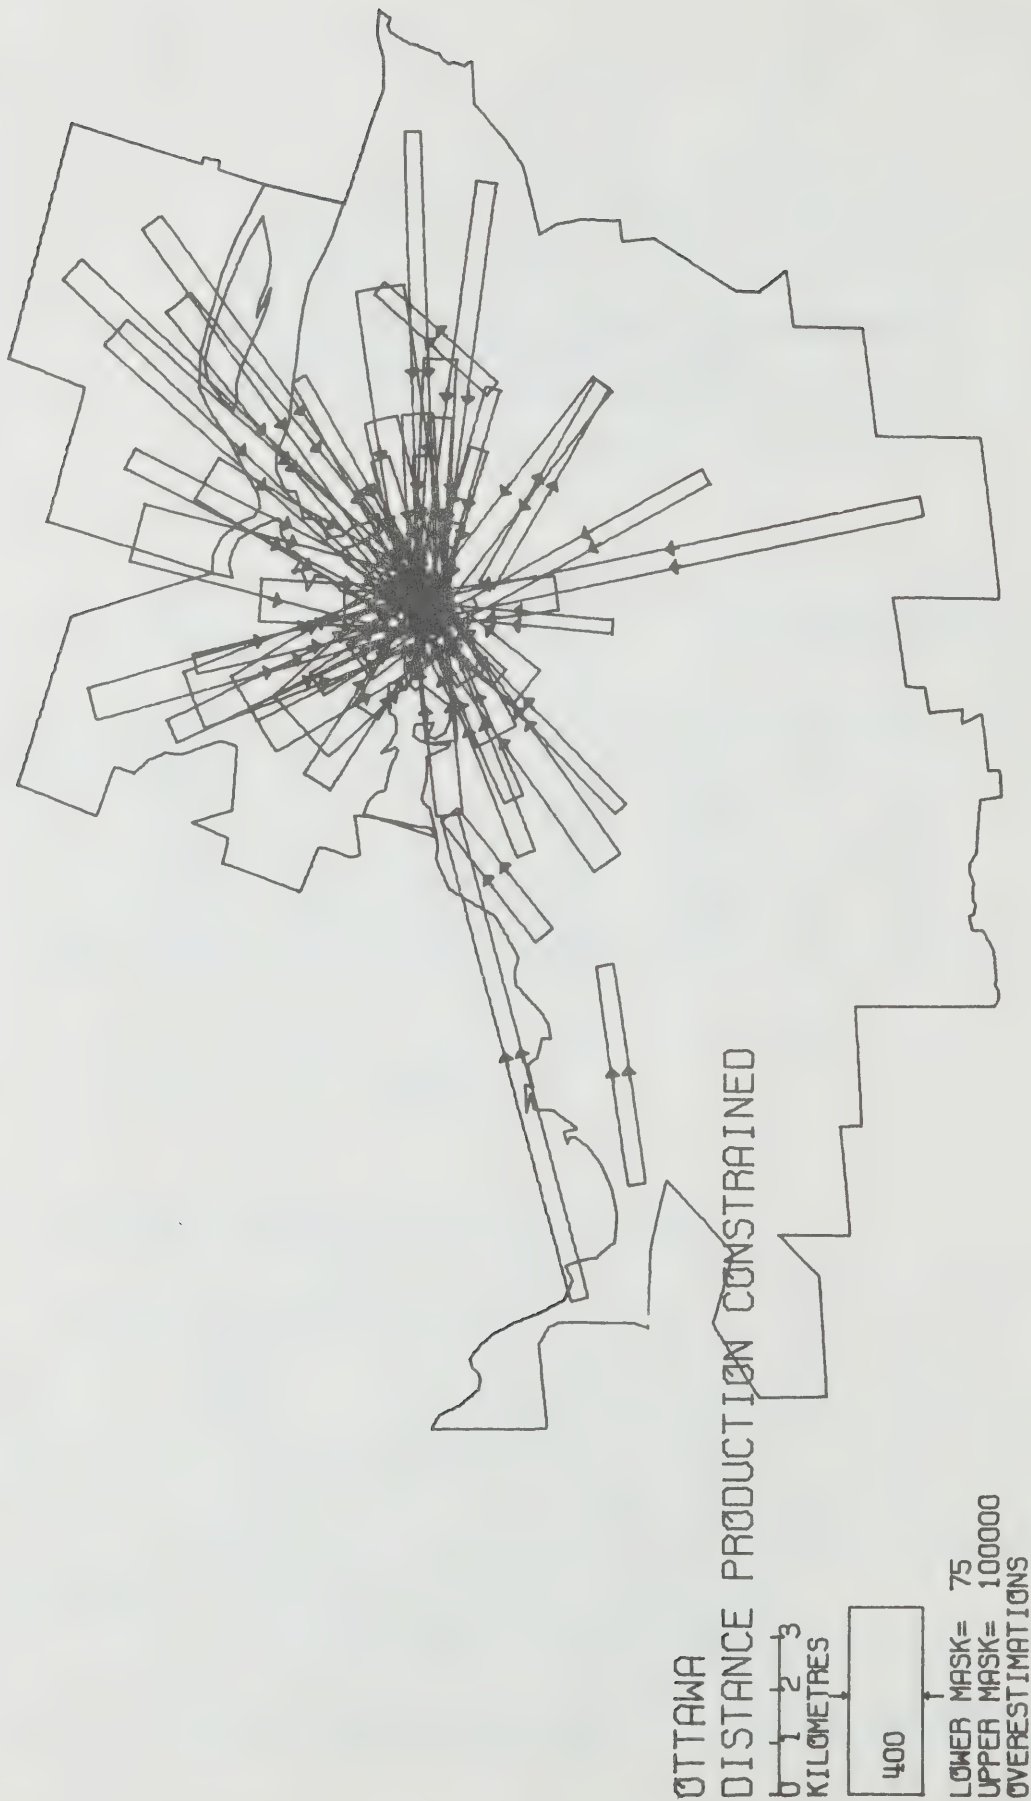 OTTAWA
DISTANCE PRODUCTION CONSTRAINED
0 1 2 3
KILOMETRES
400
LOWER MASK= 75
UPPER MASK= 100000
OVERESTIMATIONS